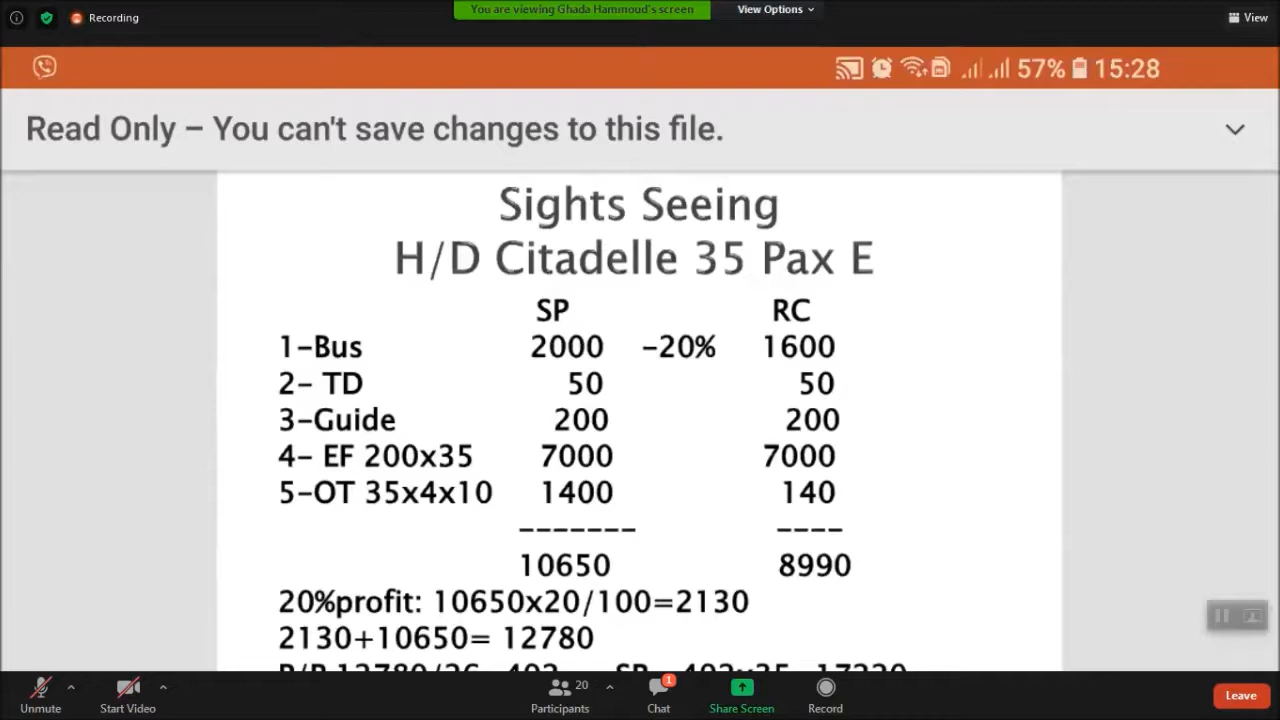 Recording
You are viewing Ghada Hammoud's screen
View Options
View
57% 15:28
Read Only – You can't save changes to this file.
Sights Seeing
H/D Citadelle 35 Pax E
SP RC
1-Bus 2000 -20% 1600
2- TD 50 50
3-Guide 200 200
4- EF 200x35 7000 7000
5-OT 35x4x10 1400 140
------- ----
10650 8990
20%profit: 10650x20/100=2130
2130+10650= 12780
Unmute
Start Video
20
Participants
1
Chat
Share Screen
Record
Leave